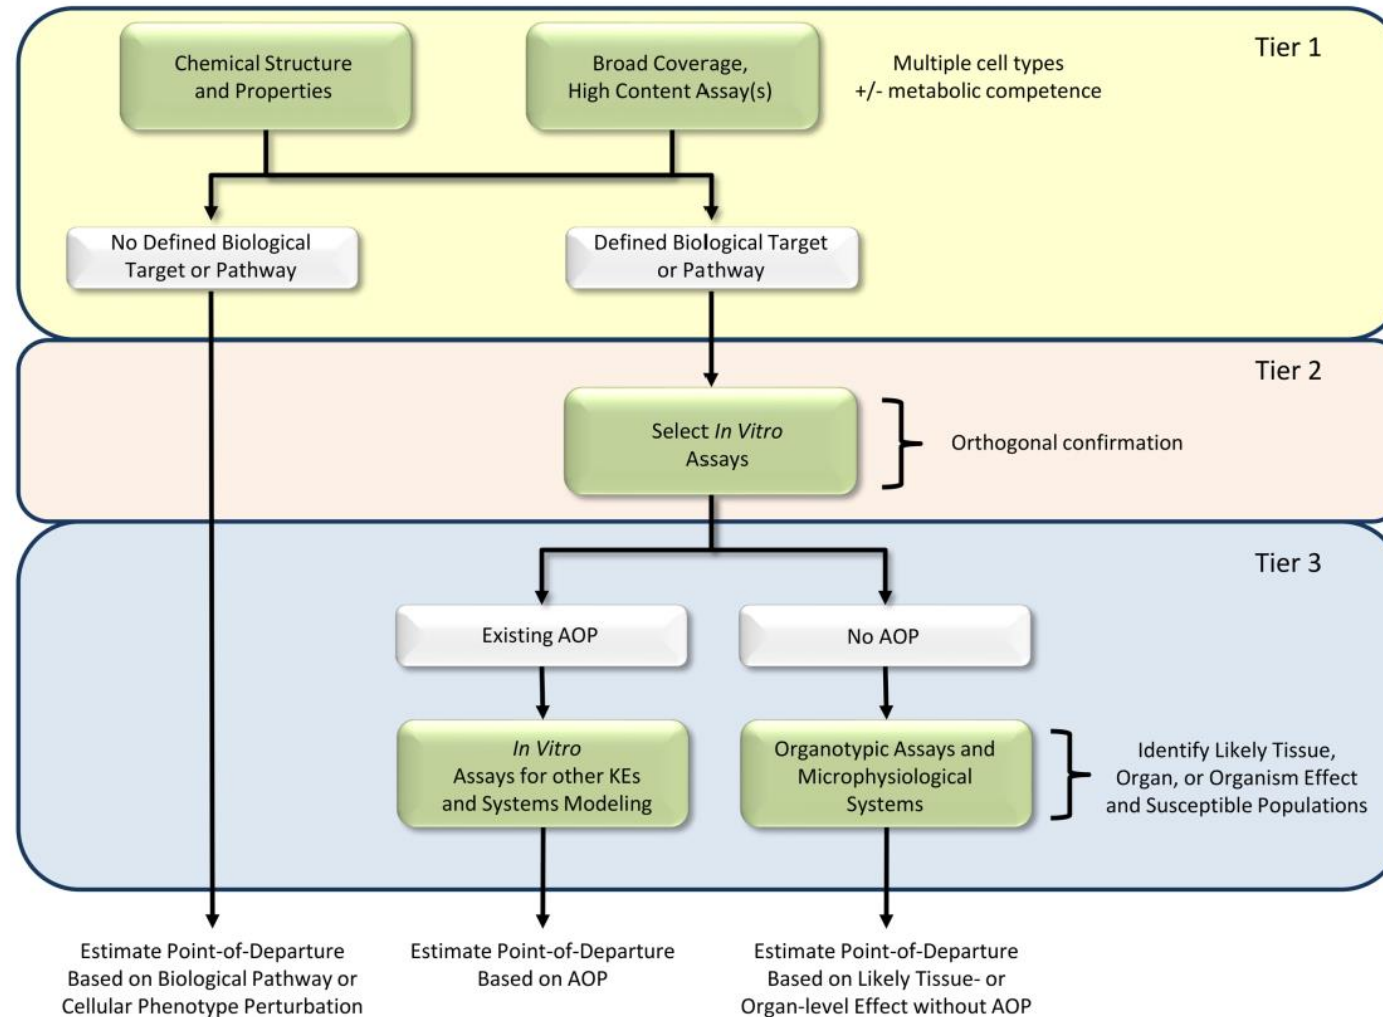 Tier 1
Chemical Structure
and Properties
Broad Coverage,
High Content Assay(s)
Multiple cell types
+/- metabolic competence
No Defined Biological
Target or Pathway
Defined Biological Target
or Pathway
Tier 2
Select In Vitro
Assays
Orthogonal confirmation
Tier 3
Existing AOP
No AOP
In Vitro
Assays for other KEs
and Systems Modeling
Organotypic Assays and
Microphysiological
Systems
Identify Likely Tissue,
Organ, or Organism Effect
and Susceptible Populations
Estimate Point-of-Departure
Based on Biological Pathway or
Cellular Phenotype Perturbation
Estimate Point-of-Departure
Based on AOP
Estimate Point-of-Departure
Based on Likely Tissue- or
Organ-level Effect without AOP